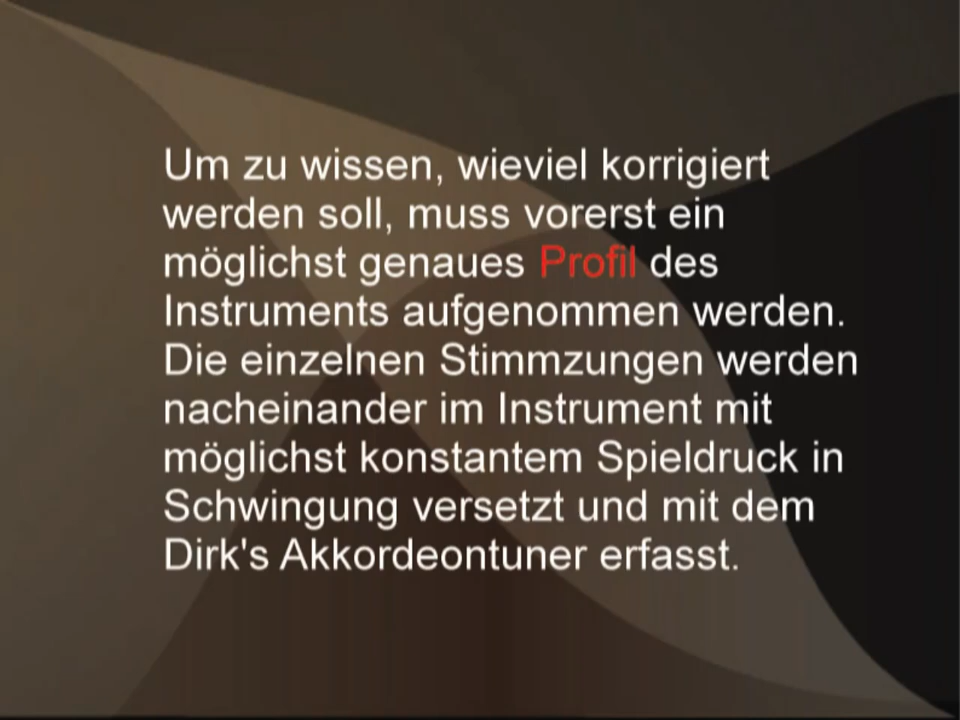 Um zu wissen, wieviel korrigiert
werden soll, muss vorerst ein
möglichst genaues Profil des
Instruments aufgenommen werden.
Die einzelnen Stimmzungen werden
nacheinander im Instrument mit
möglichst konstantem Spieldruck in
Schwingung versetzt und mit dem
Dirk's Akkordeontuner erfasst.